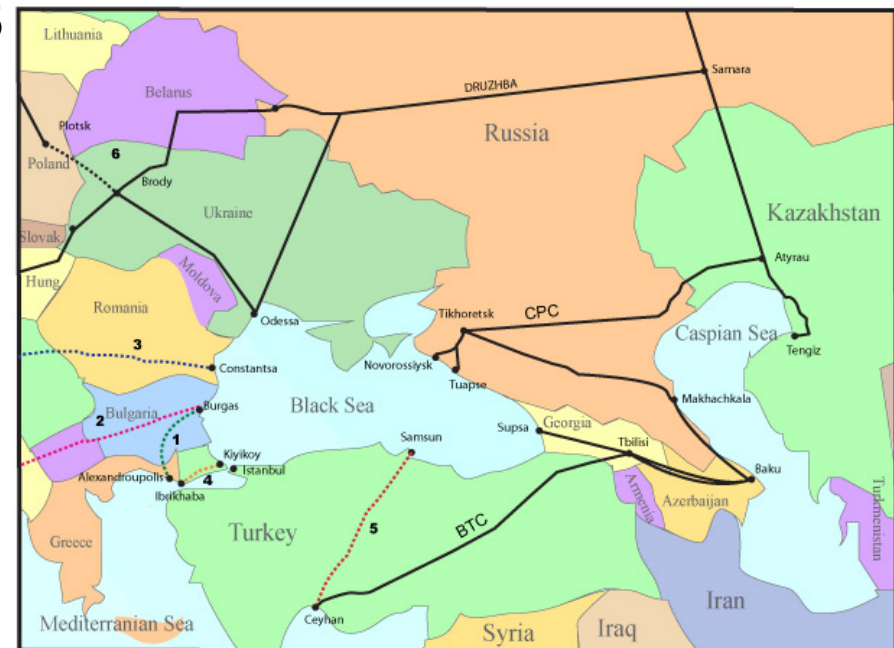 Lithuania
Belarus
DRUZHBA
Samara
Russia
Plotsk
6
Poland
Brody
Ukraine
Kazakhstan
Slovak.
Hung.
Moldova
Atyrau
Romania
Odessa
Tikhoretsk
CPC
Caspian Sea
3
Constantsa
Novorossiysk
Tengiz
Tuapse
Makhachkala
2
Bulgaria
Burgas
Black Sea
1
Supsa
Georgia
Samsun
Tbilisi
Kiyikoy
Istanbul
Baku
Alexandroupolis
4
Ibrikhaba
Armenia
Azerbaijan
Turkmenistan
Greece
Turkey
5
BTC
Iran
Ceyhan
Mediterranean Sea
Syria
Iraq